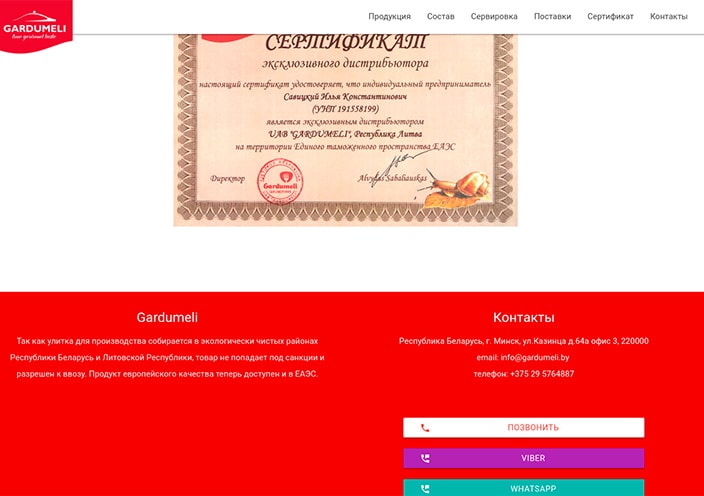 GARDUMELI
Your gourmet taste
Продукция Состав Сервировка Поставки Сертификат Контакты
СЕРТИФИКАТ
эксклюзивного дистрибьютора
настоящий сертификат удостоверяет, что индивидуальный предприниматель
Савицкий Илья Константинович
(УНП 191558199)
является эксклюзивным дистрибьютором
UAB "GARDUMELI", Республика Литва
на территории Единого таможенного пространства ЕАЭС
Директор
Gardumeli
Alvydas Sabaliauskas
Gardumeli
Так как улитка для производства собирается в экологически чистых районах
Республики Беларусь и Литовской Республики, товар не попадает под санкции и
разрешен к ввозу. Продукт европейского качества теперь доступен и в ЕАЭС.
Контакты
Республика Беларусь, г. Минск, ул.Казинца д.64а офис 3, 220000
email: info@gardumeli.by
телефон: +375 29 5764887
ПОЗВОНИТЬ
VIBER
WHATSAPP